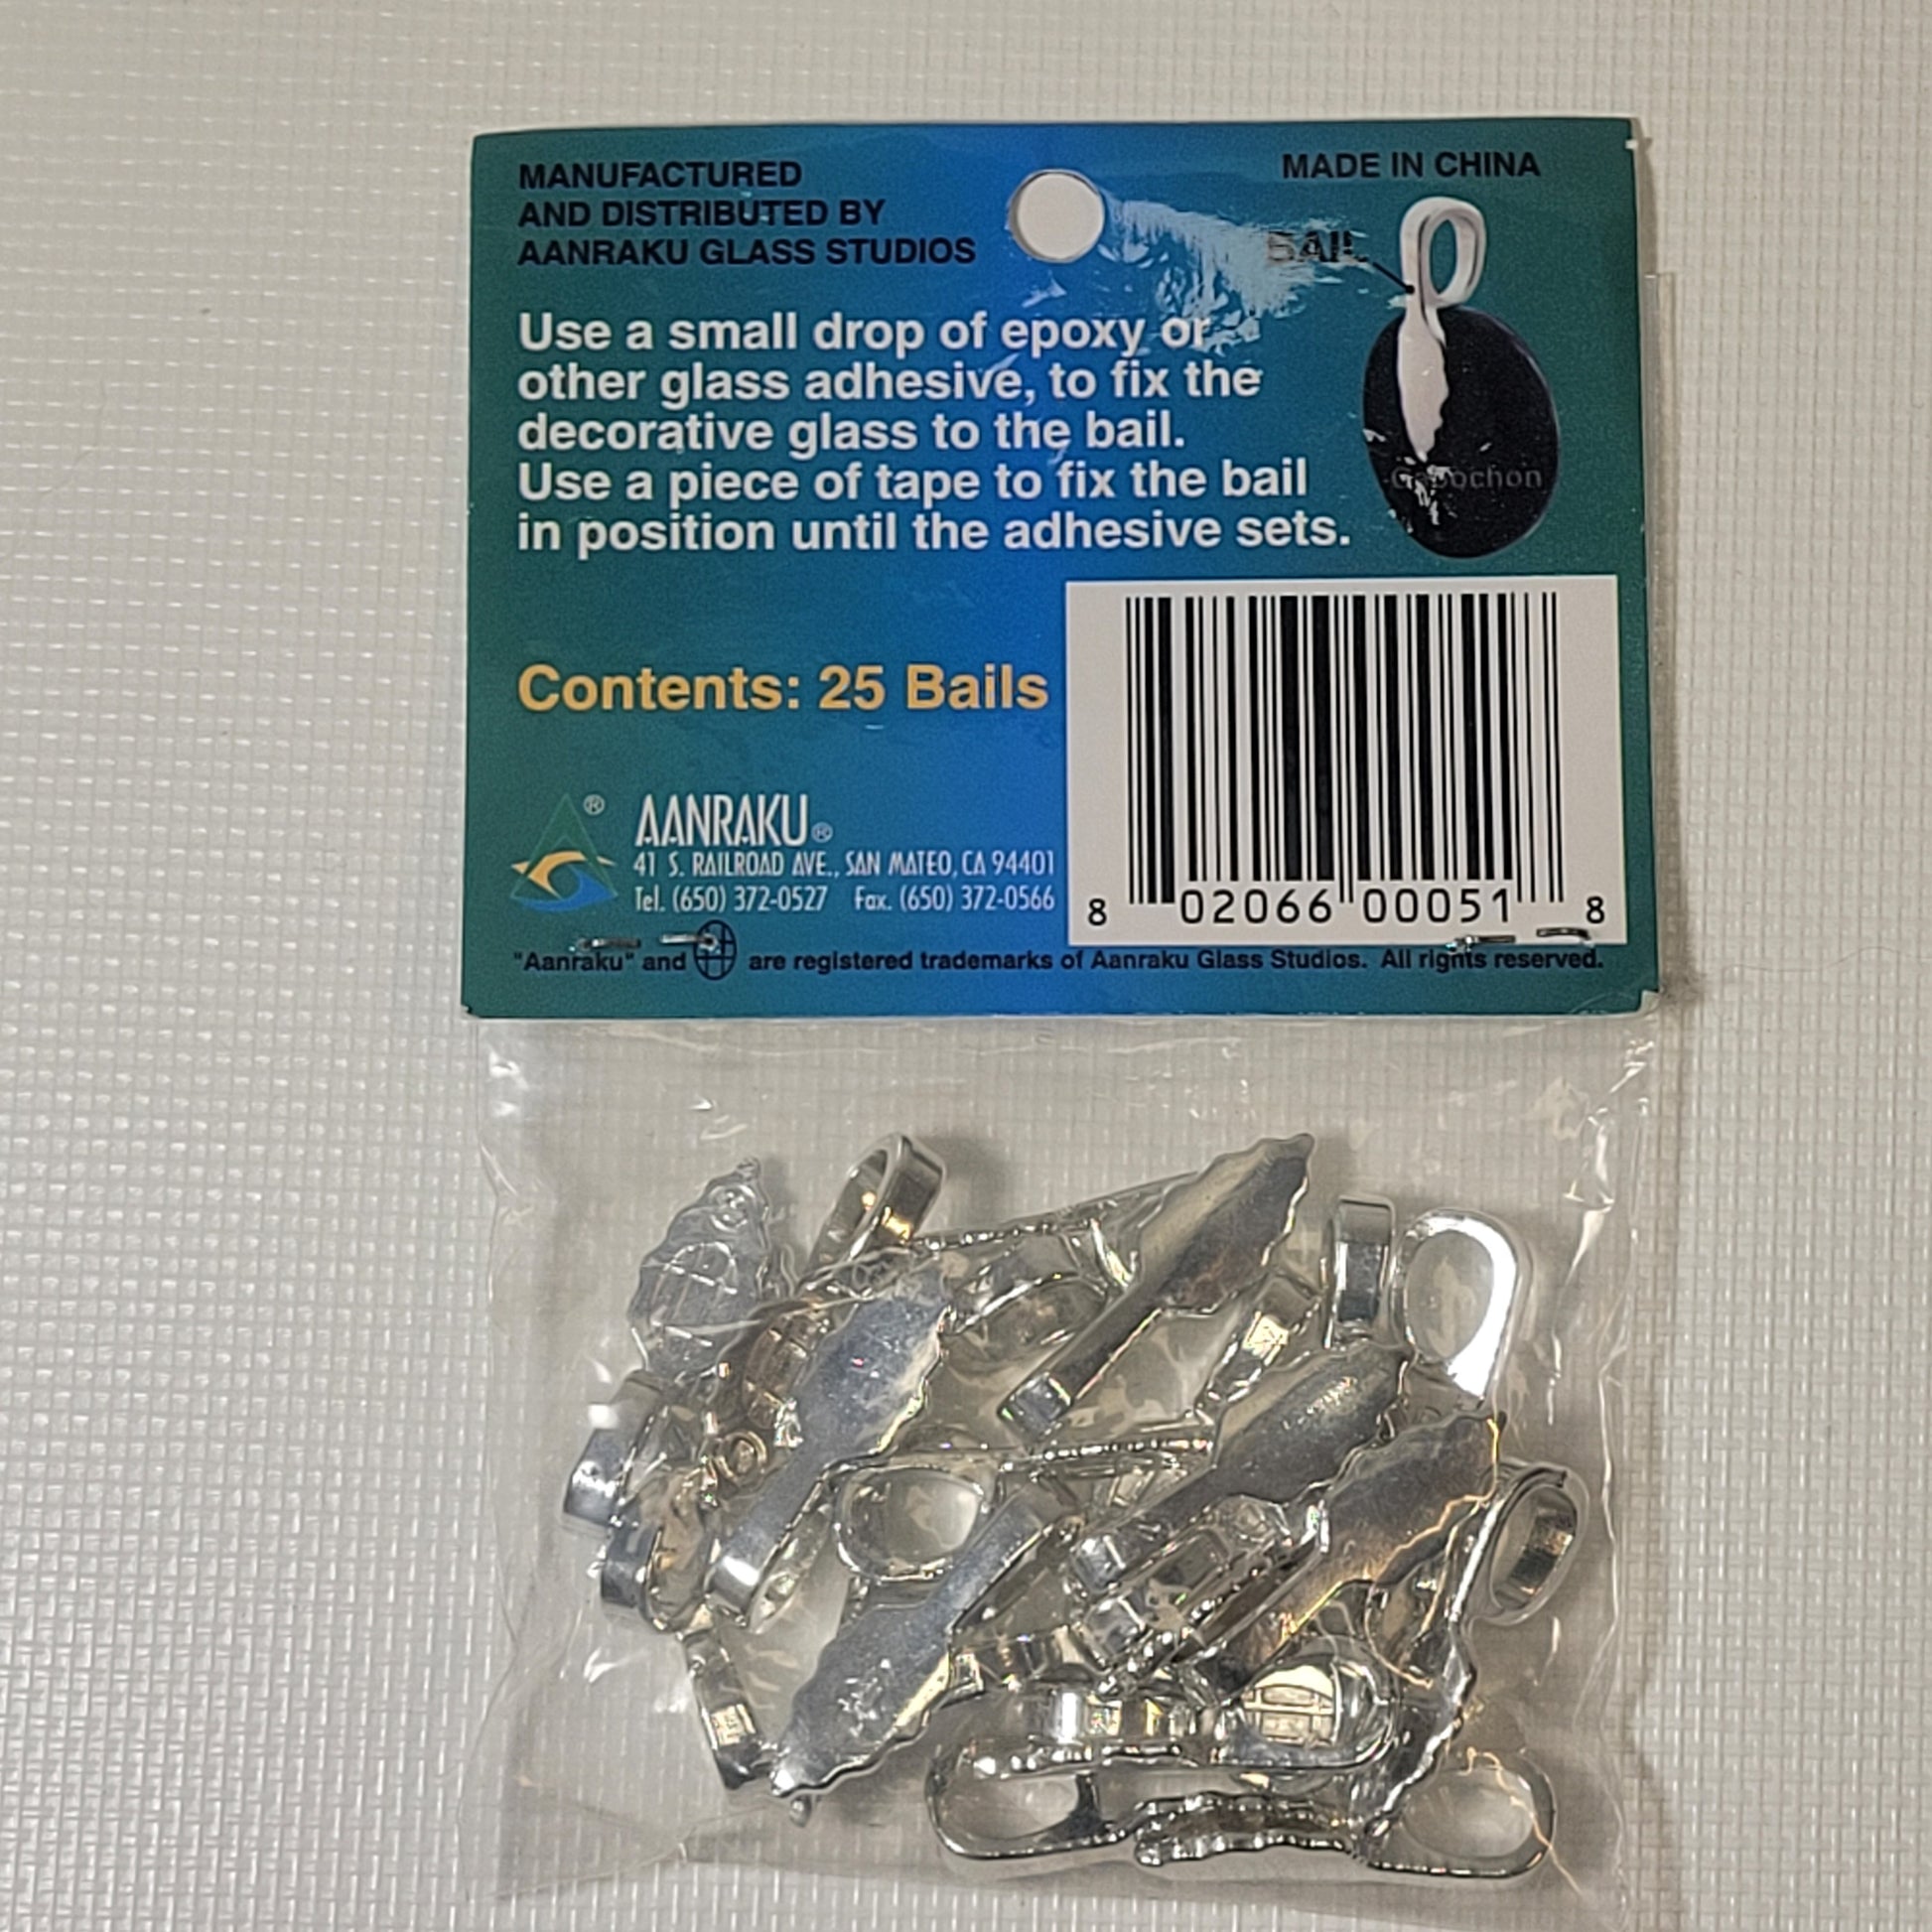 MANUFACTURED
AND DISTRIBUTED BY
AANRAKU GLASS STUDIOS
MADE IN CHINA
BAIL
Use a small drop of epoxy or
other glass adhesive, to fix the
decorative glass to the bail.
Use a piece of tape to fix the bail
in position until the adhesive sets.
Cabochon
Contents: 25 Bails
®
AANRAKU®
41 S. RAILROAD AVE., SAN MATEO, CA 94401
Tel. (650) 372-0527 Fax. (650) 372-0566
8 02066 00051 8
"Aanraku" and are registered trademarks of Aanraku Glass Studios. All rights reserved.